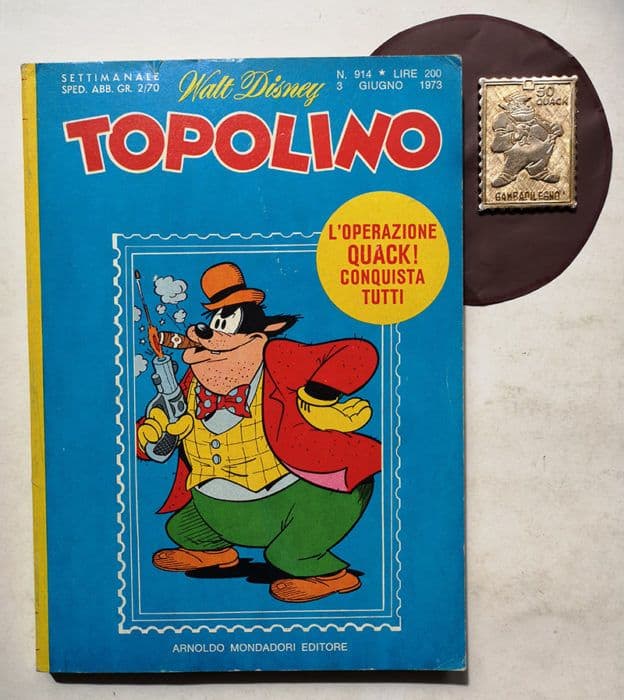 SETTIMANALE
SPED. ABB. GR. 2/70
Walt Disney
N. 914 ★ LIRE 200
3 GIUGNO 1973
TOPOLINO
L'OPERAZIONE
QUACK!
CONQUISTA
TUTTI
ARNOLDO MONDADORI EDITORE
50
QUACK
GAMBADILEGNO